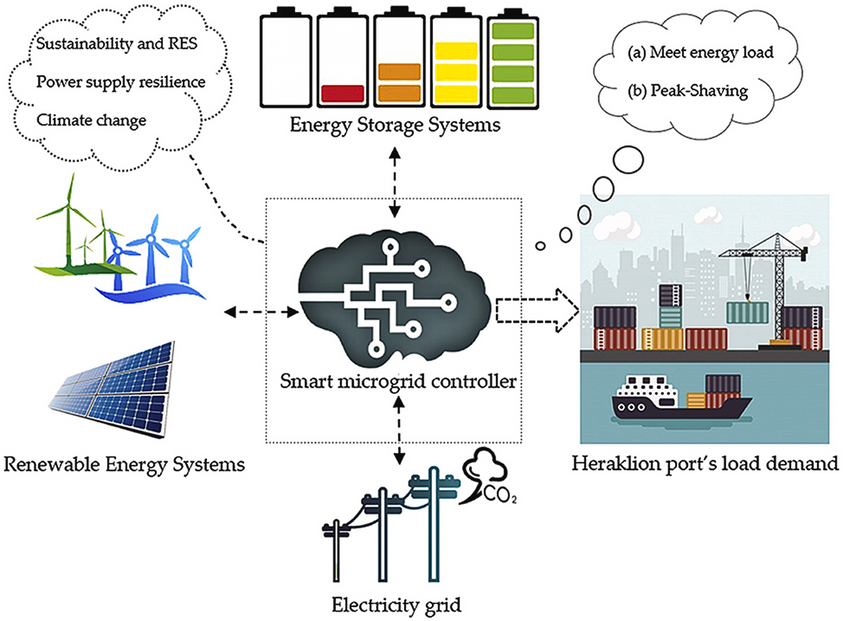 Sustainability and RES
Power supply resilience
Climate change
Energy Storage Systems
(a) Meet energy load
(b) Peak-Shaving
Smart microgrid controller
Renewable Energy Systems
Heraklion port's load demand
CO₂
Electricity grid